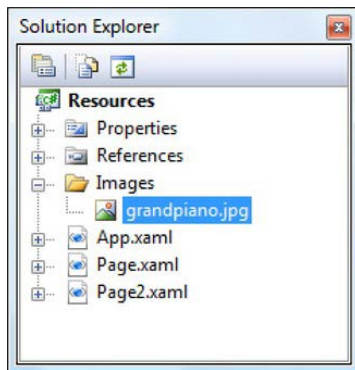 Solution Explorer
Resources
Properties
References
Images
grandpiano.jpg
App.xaml
Page.xaml
Page2.xaml